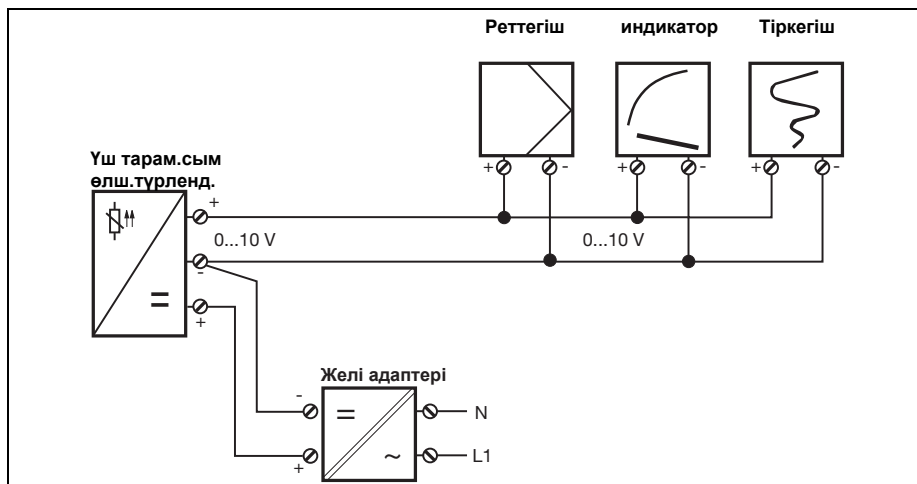 Реттегіш индикатор Тіркегіш
Үш тарам.сым
өлш.түрленд.
+ - + - + -
+
0...10 V 0...10 V
-
+
Желі адаптері
- = N
+ ~ L1